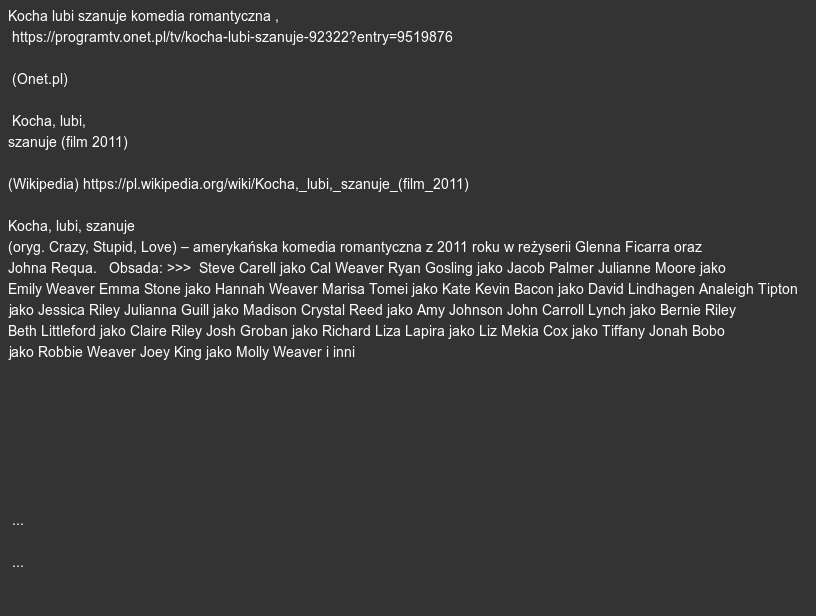 Kocha lubi szanuje komedia romantyczna ,
https://programtv.onet.pl/tv/kocha-lubi-szanuje-92322?entry=9519876
(Onet.pl)
Kocha, lubi,
szanuje (film 2011)
(Wikipedia) https://pl.wikipedia.org/wiki/Kocha,_lubi,_szanuje_(film_2011)
Kocha, lubi, szanuje
(oryg. Crazy, Stupid, Love) – amerykańska komedia romantyczna z 2011 roku w reżyserii Glenna Ficarra oraz
Johna Requa.   Obsada: >>>  Steve Carell jako Cal Weaver Ryan Gosling jako Jacob Palmer Julianne Moore jako
Emily Weaver Emma Stone jako Hannah Weaver Marisa Tomei jako Kate Kevin Bacon jako David Lindhagen Analeigh Tipton
jako Jessica Riley Julianna Guill jako Madison Crystal Reed jako Amy Johnson John Carroll Lynch jako Bernie Riley
Beth Littleford jako Claire Riley Josh Groban jako Richard Liza Lapira jako Liz Mekia Cox jako Tiffany Jonah Bobo
jako Robbie Weaver Joey King jako Molly Weaver i inni
...
...